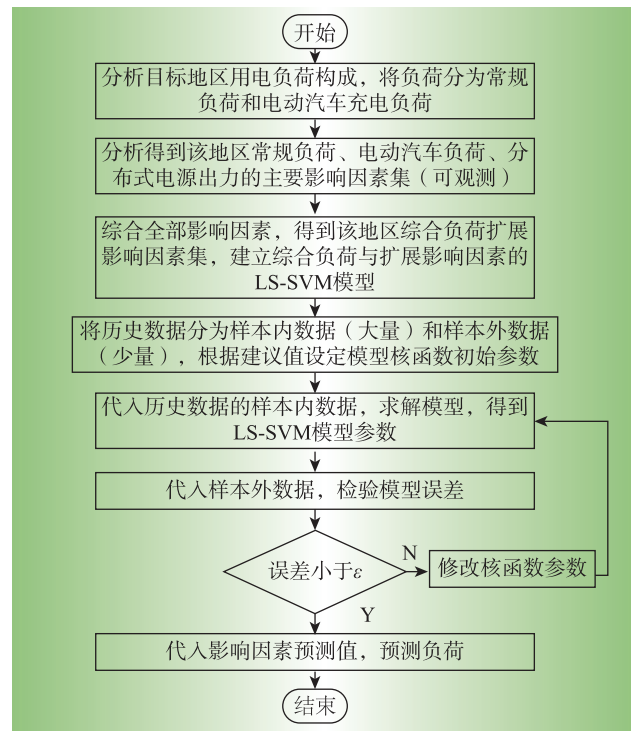 开始
分析目标地区用电负荷构成，将负荷分为常规
负荷和电动汽车充电负荷
分析得到该地区常规负荷、电动汽车负荷、分
布式电源出力的主要影响因素集（可观测）
综合全部影响因素，得到该地区综合负荷扩展
影响因素集，建立综合负荷与扩展影响因素的
LS-SVM模型
将历史数据分为样本内数据（大量）和样本外数据
（少量），根据建议值设定模型核函数初始参数
代入历史数据的样本内数据，求解模型，得到
LS-SVM模型参数
代入样本外数据，检验模型误差
误差小于ε
N
修改核函数参数
Y
代入影响因素预测值，预测负荷
结束